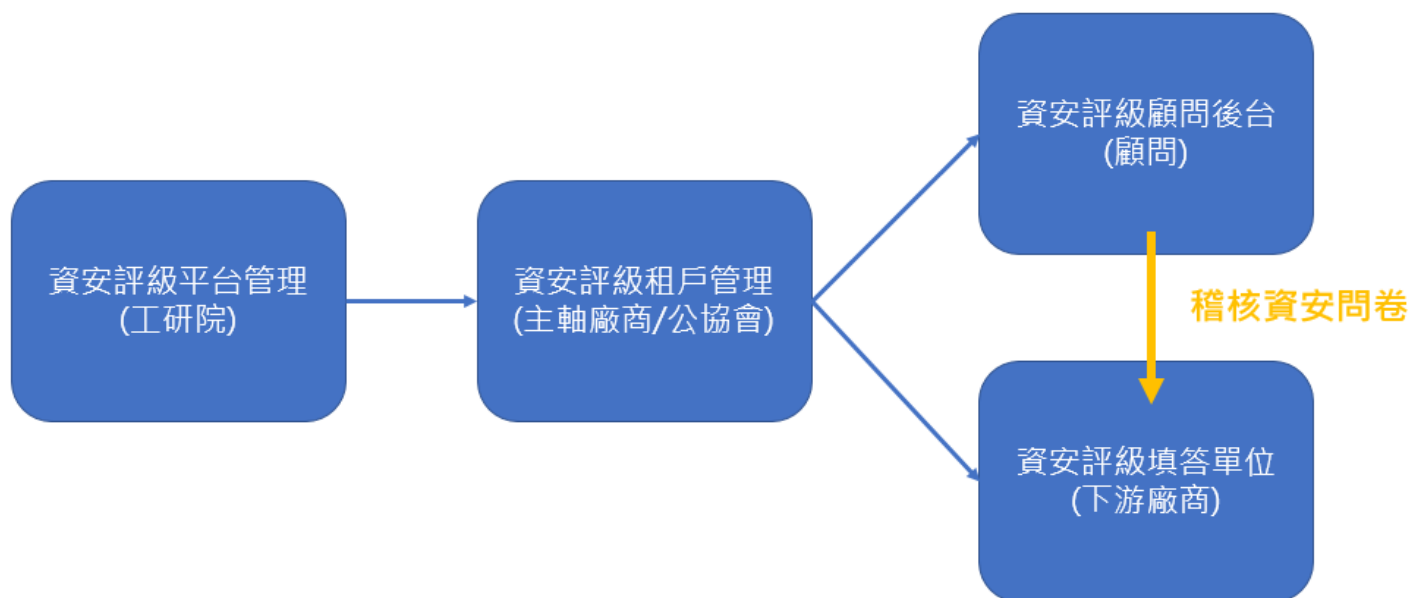 資安評級平台管理
(工研院)
資安評級租戶管理
(主軸廠商/公協會)
資安評級顧問後台
(顧問)
稽核資安問卷
資安評級填答單位
(下游廠商)